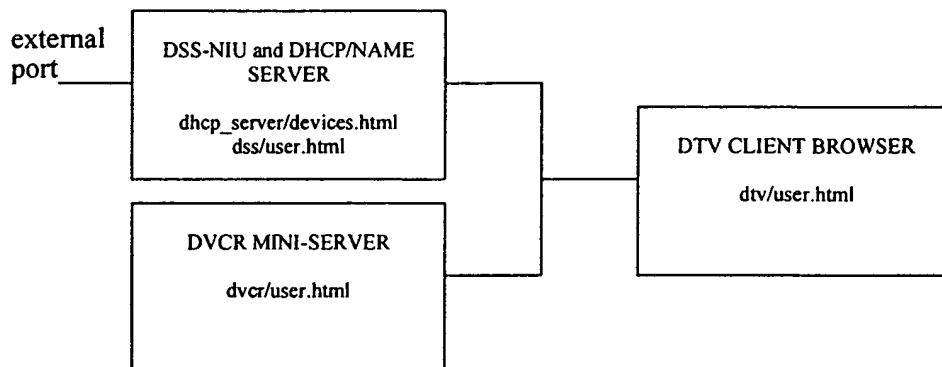 external
port
DSS-NIU and DHCP/NAME
SERVER
dhcp_server/devices.html
dss/user.html
DVCR MINI-SERVER
dvcr/user.html
DTV CLIENT BROWSER
dtv/user.html